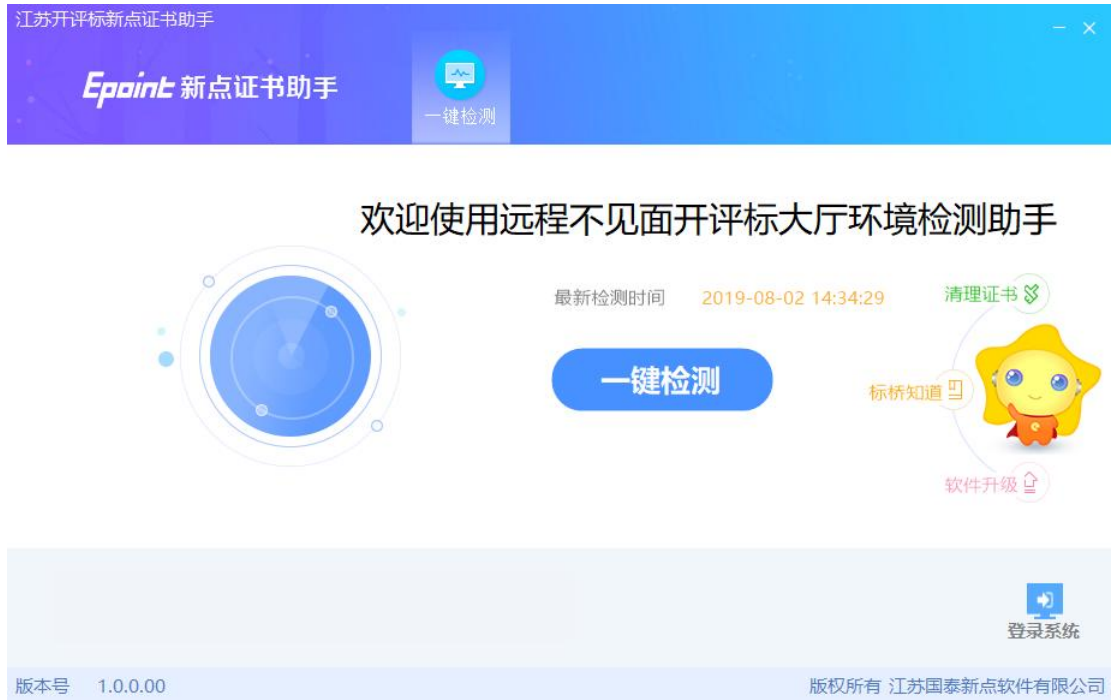 江苏开评标新点证书助手
Epoint 新点证书助手
一键检测
欢迎使用远程不见面开评标大厅环境检测助手
最新检测时间 2019-08-02 14:34:29
清理证书
一键检测
标桥知道
软件升级
登录系统
版本号 1.0.0.00
版权所有 江苏国泰新点软件有限公司